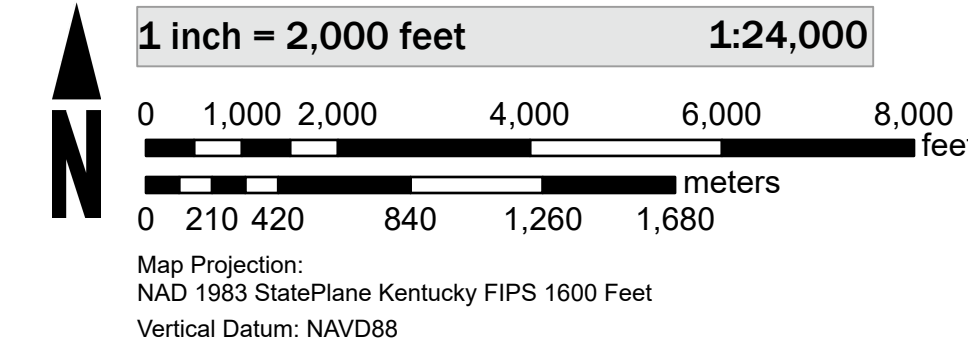 N
1 inch = 2,000 feet 1:24,000
0 1,000 2,000 4,000 6,000 8,000
feet
meters
0 210 420 840 1,260 1,680
Map Projection:
NAD 1983 StatePlane Kentucky FIPS 1600 Feet
Vertical Datum: NAVD88